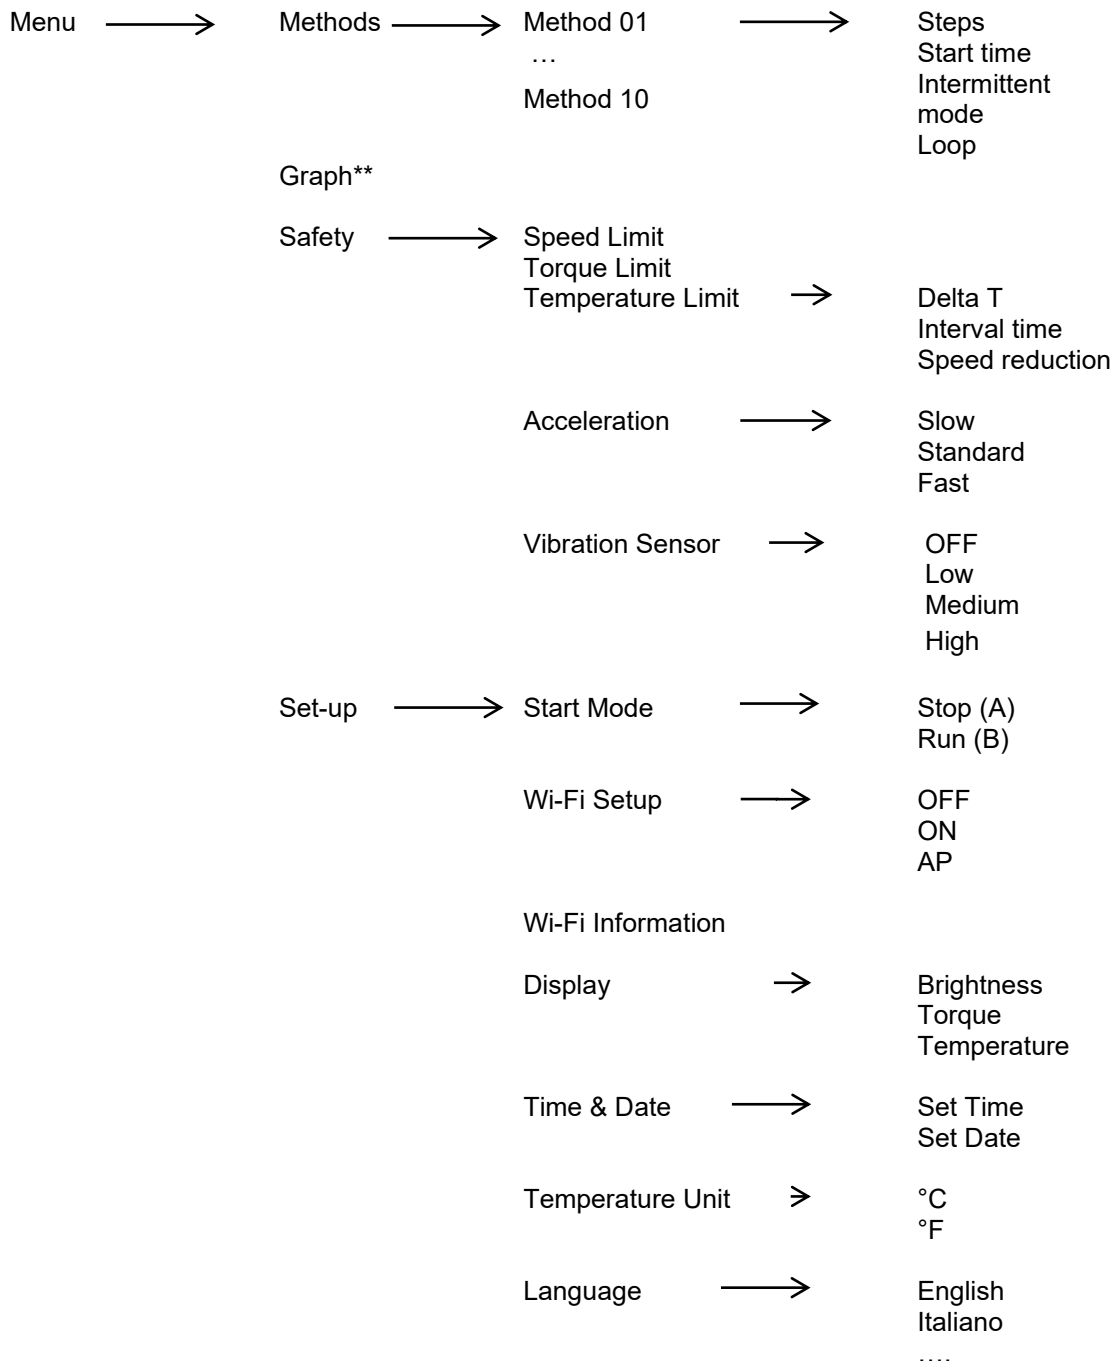 Menu Methods Method 01 Steps
… Start time
Intermittent
Method 10 mode
Loop
Graph**
Safety Speed Limit
Torque Limit
Temperature Limit Delta T
Interval time
Speed reduction
Acceleration Slow
Standard
Fast
Vibration Sensor OFF
Low
Medium
High
Set-up Start Mode Stop (A)
Run (B)
Wi-Fi Setup OFF
ON
AP
Wi-Fi Information
Display Brightness
Torque
Temperature
Time & Date Set Time
Set Date
Temperature Unit °C
°F
Language English
Italiano
....